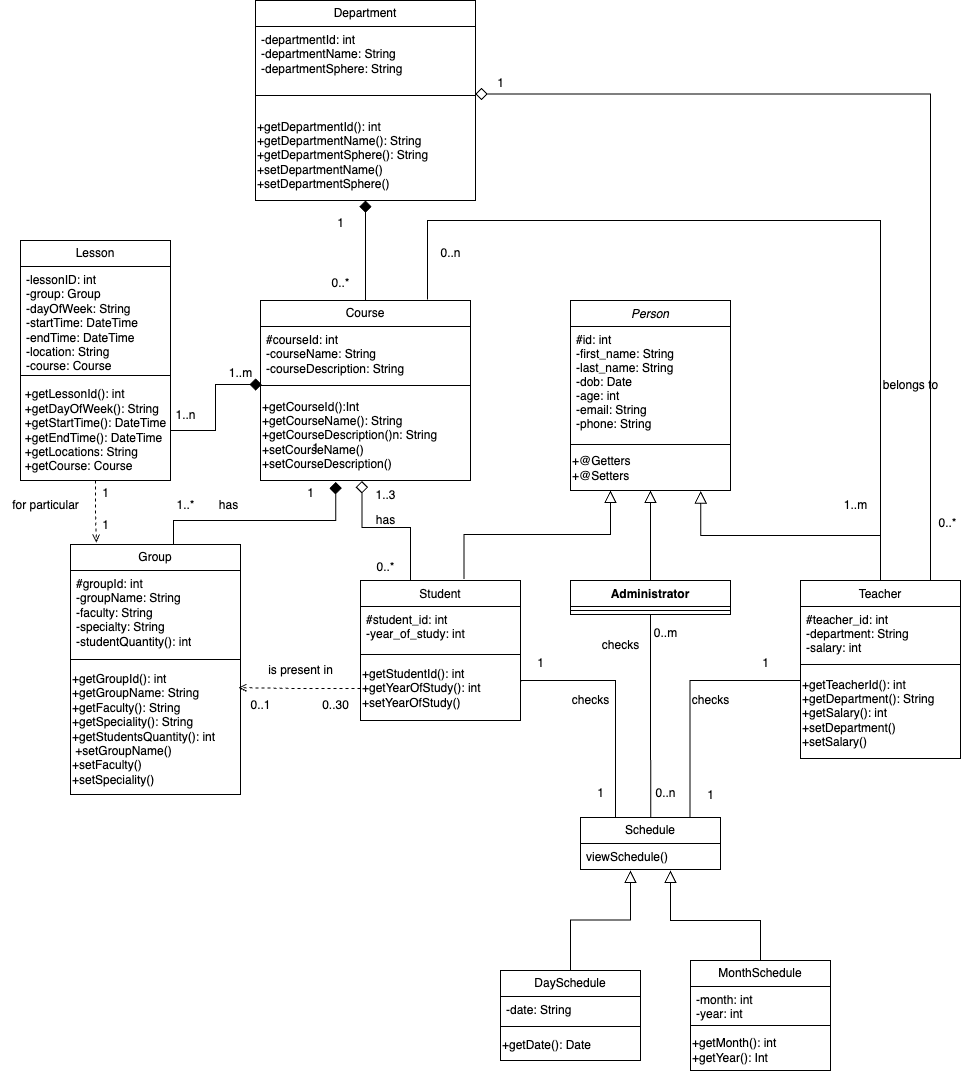 Department
-departmentId: int
-departmentName: String
-departmentSphere: String
+getDepartmentId(): int
+getDepartmentName(): String
+getDepartmentSphere(): String
+setDepartmentName()
+setDepartmentSphere()
1
1
0..*
0..n
Lesson
-lessonID: int
-group: Group
-dayOfWeek: String
-startTime: DateTime
-endTime: DateTime
-location: String
-course: Course
+getLessonId(): int
+getDayOfWeek(): String
+getStartTime(): DateTime
+getEndTime(): DateTime
+getLocations: String
+getCourse: Course
1..m
1..n
Course
#courseId: int
-courseName: String
-courseDescription: String
+getCourseId():Int
+getCourseName(): String
+getCourseDescription()n: String
+setCourseName()
1
+setCourseDescription()
Person
#id: int
-first_name: String
-last_name: String
-dob: Date
-age: int
-email: String
-phone: String
+@Getters
+@Setters
belongs to
1..m
0..*
for particular
1
1
1..*
has
1
1..3
has
0..*
Group
#groupId: int
-groupName: String
-faculty: String
-specialty: String
-studentQuantity(): int
+getGroupId(): int
+getGroupName: String
+getFaculty(): String
+getSpeciality(): String
+getStudentsQuantity(): int
+setGroupName()
+setFaculty()
+setSpeciality()
is present in
0..1
0..30
Student
#student_id: int
-year_of_study: int
+getStudentId(): int
+getYearOfStudy(): int
+setYearOfStudy()
Administrator
Teacher
#teacher_id: int
-department: String
-salary: int
+getTeacherId(): int
+getDepartment(): String
+getSalary(): int
+setDepartment()
+setSalary()
checks
0..m
1
checks
1
checks
1
0..n
1
Schedule
viewSchedule()
DaySchedule
-date: String
+getDate(): Date
MonthSchedule
-month: int
-year: int
+getMonth(): int
+getYear(): Int